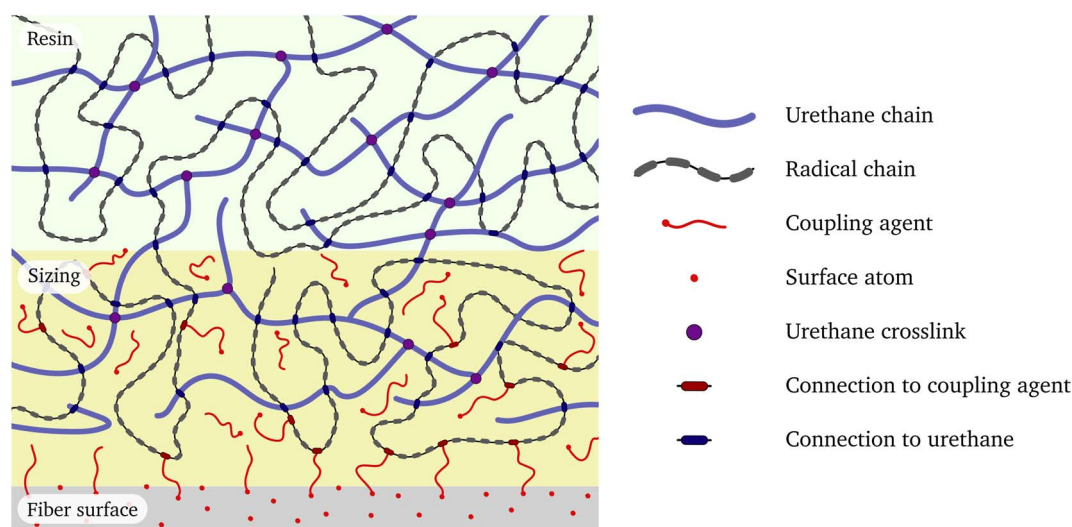 Resin
Sizing
Fiber surface
Urethane chain
Radical chain
Coupling agent
Surface atom
Urethane crosslink
Connection to coupling agent
Connection to urethane